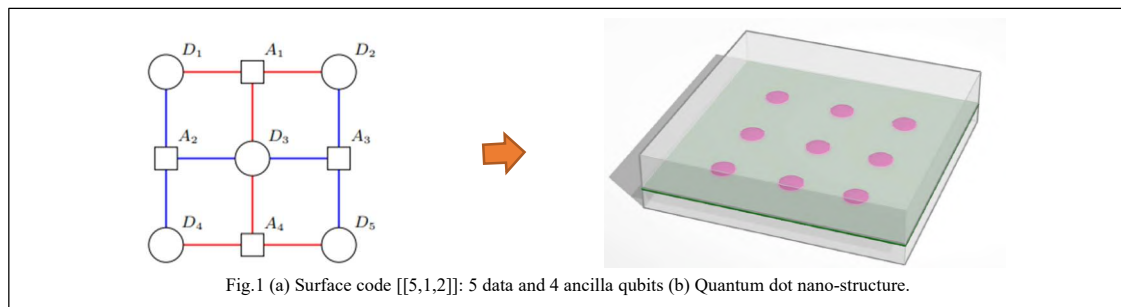 D1 A1 D2
A2 D3 A3
D4 A4 D5
Fig.1 (a) Surface code [[5,1,2]]: 5 data and 4 ancilla qubits (b) Quantum dot nano-structure.